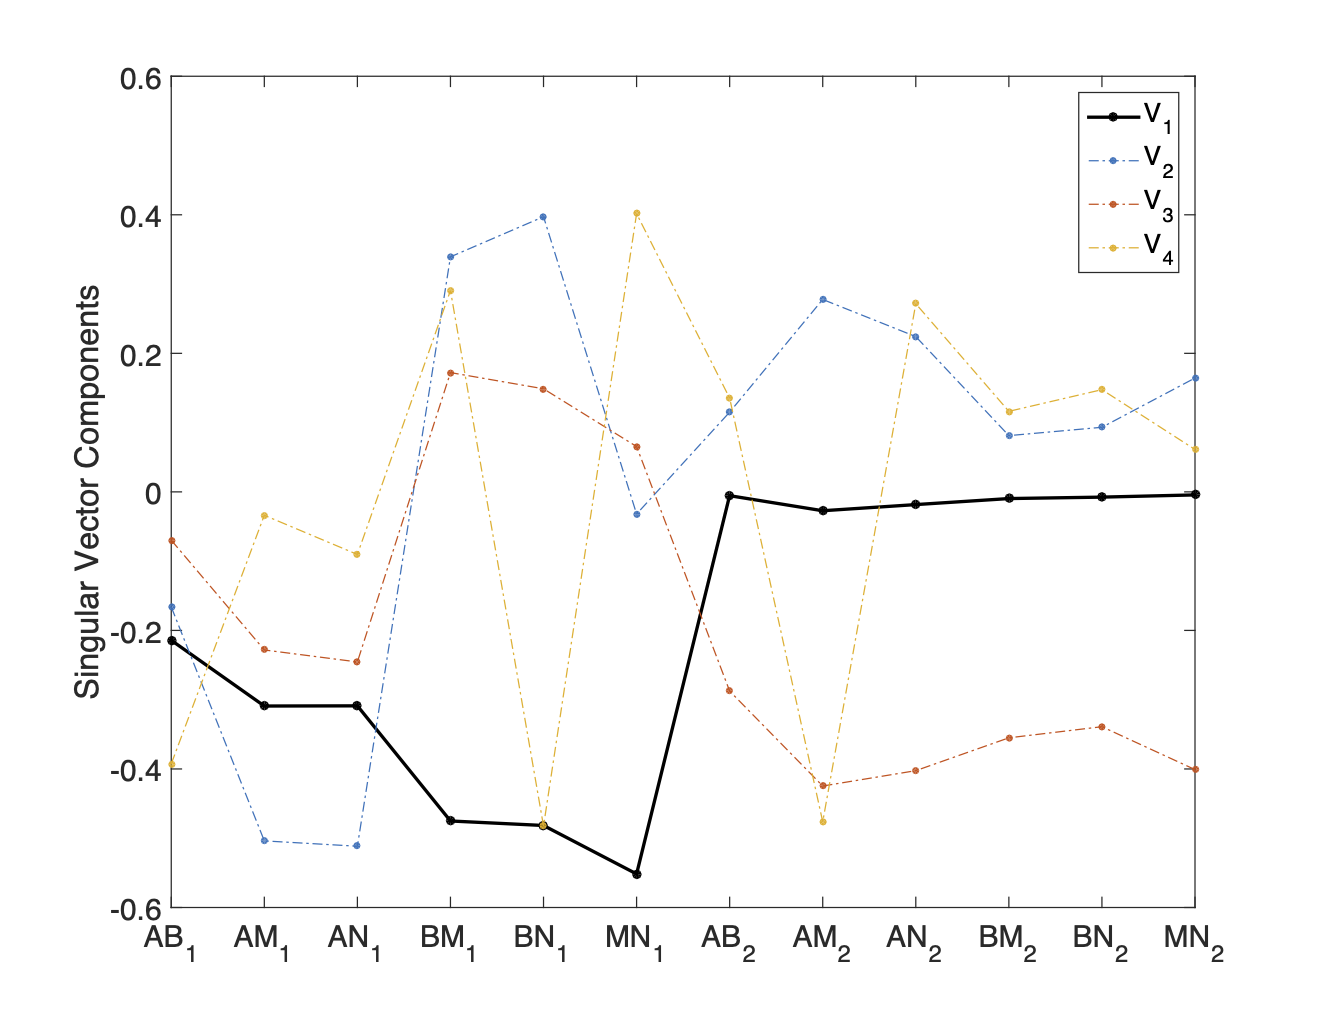 Singular Vector Components
0.6
0.4
0.2
0
-0.2
-0.4
-0.6
AB₁ AM₁ AN₁ BM₁ BN₁ MN₁ AB₂ AM₂ AN₂ BM₂ BN₂ MN₂
V₁
V₂
V₃
V₄